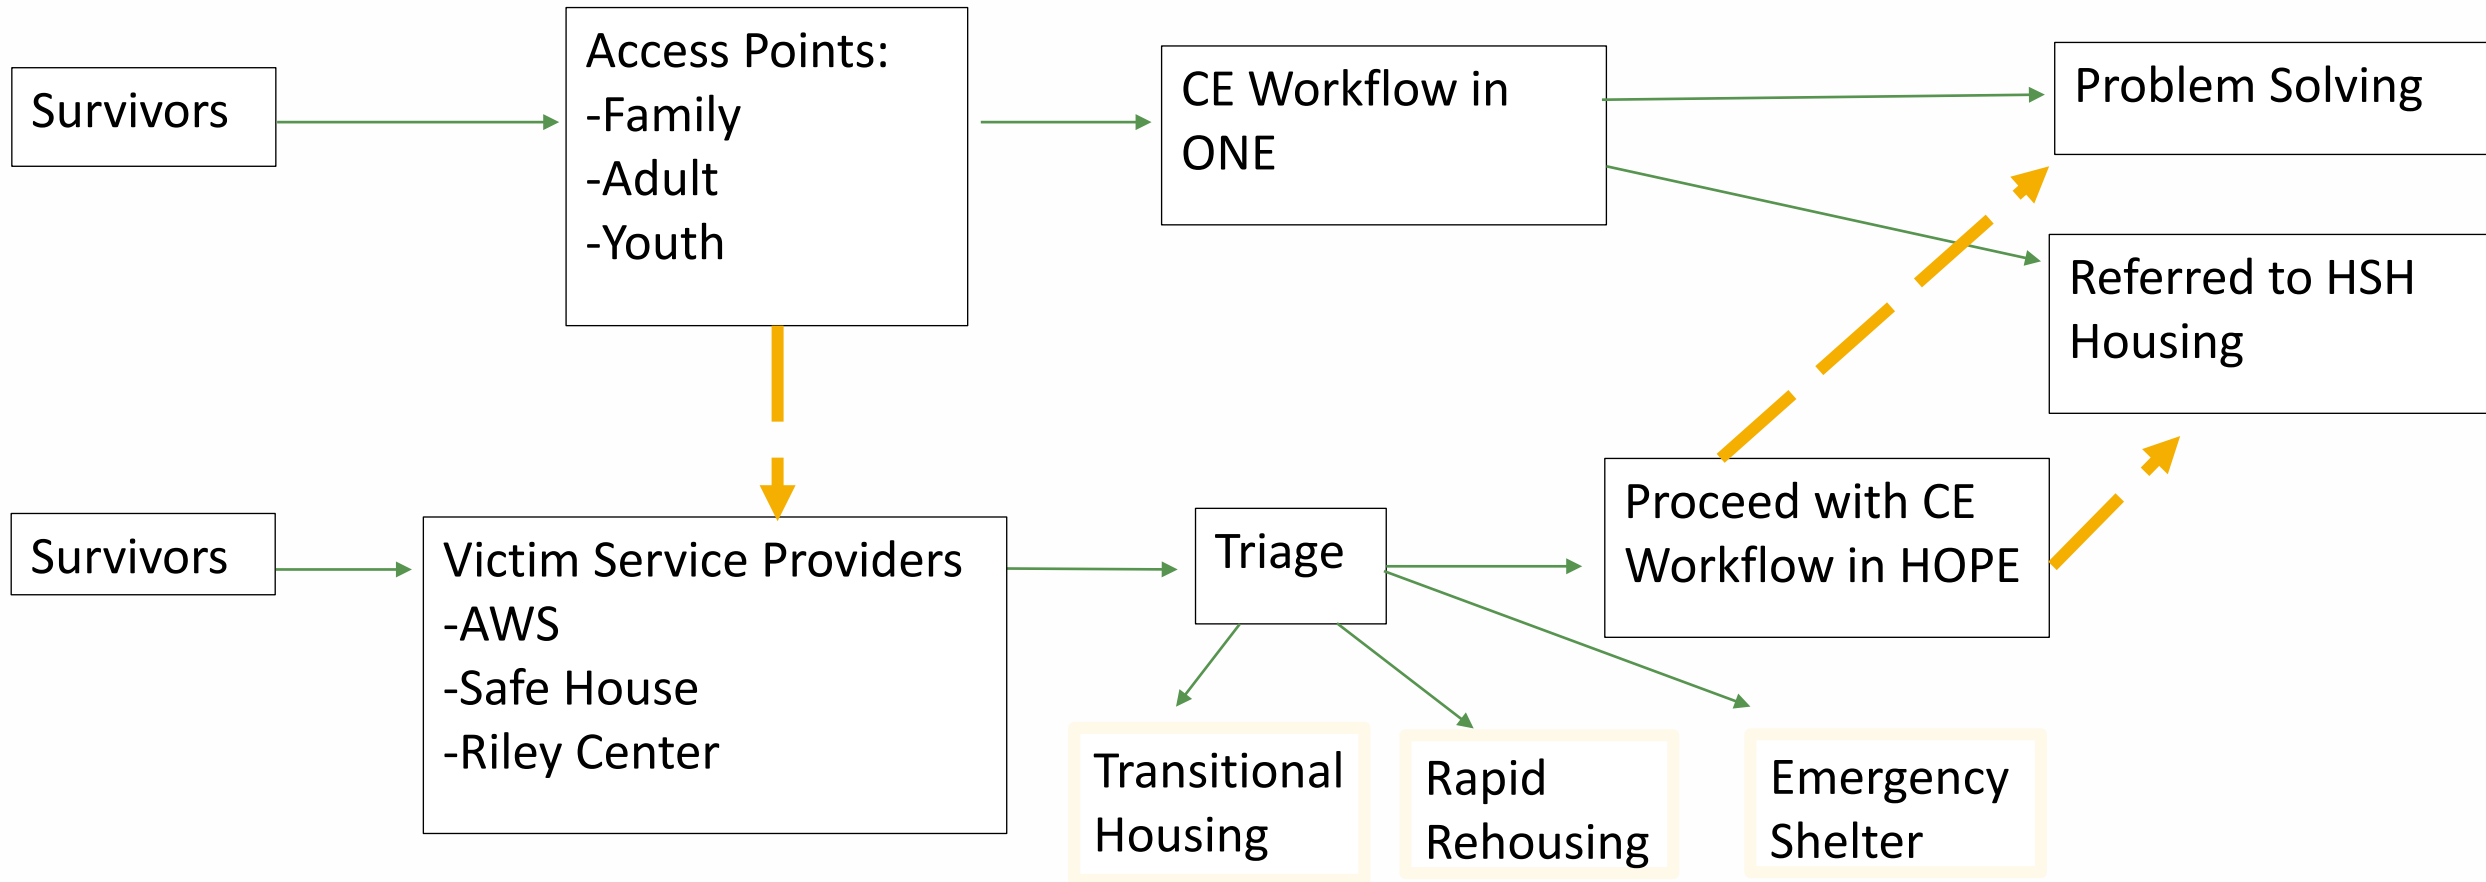 Survivors
Access Points:
-Family
-Adult
-Youth
CE Workflow in
ONE
Problem Solving
Referred to HSH
Housing
Survivors
Victim Service Providers
-AWS
-Safe House
-Riley Center
Triage
Proceed with CE
Workflow in HOPE
Transitional
Housing
Rapid
Rehousing
Emergency
Shelter